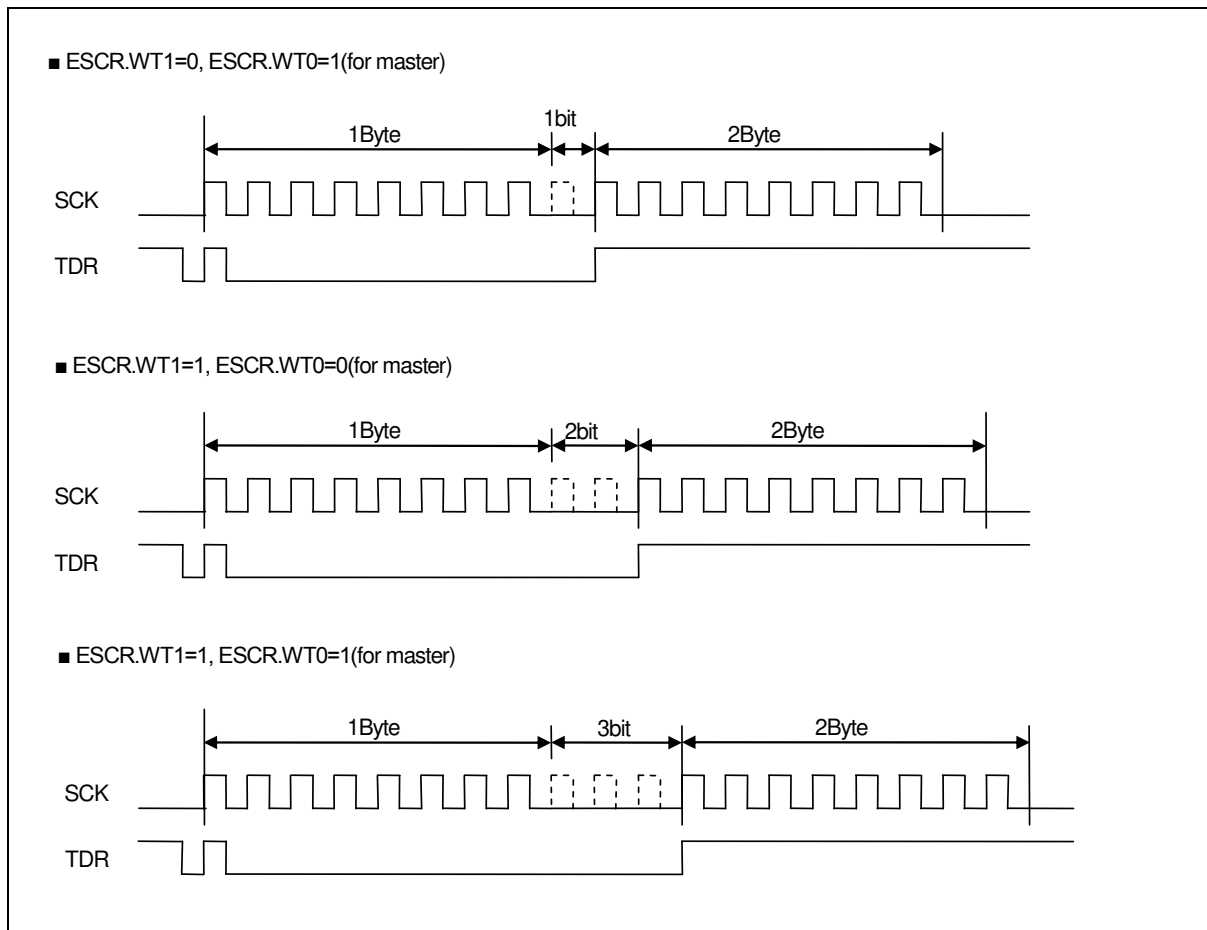 ■ ESCR.WT1=0, ESCR.WT0=1(for master)
1Byte 1bit 2Byte
SCK
TDR
■ ESCR.WT1=1, ESCR.WT0=0(for master)
1Byte 2bit 2Byte
SCK
TDR
■ ESCR.WT1=1, ESCR.WT0=1(for master)
1Byte 3bit 2Byte
SCK
TDR